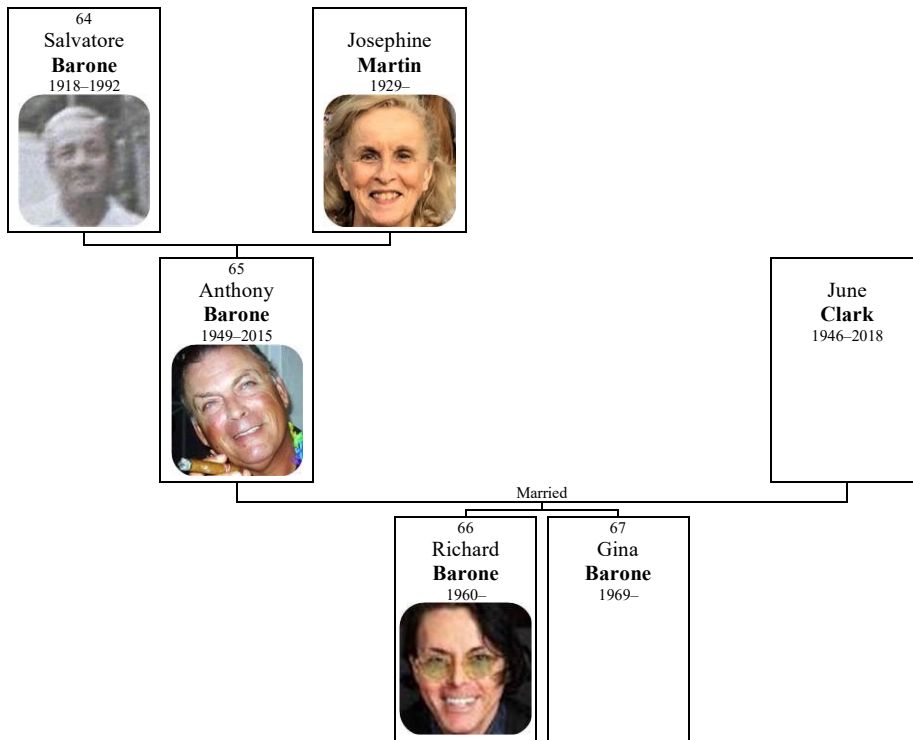 64
Salvatore
Barone
1918–1992
Josephine
Martin
1929–
65
Anthony
Barone
1949–2015
June
Clark
1946–2018
Married
66
Richard
Barone
1960–
67
Gina
Barone
1969–